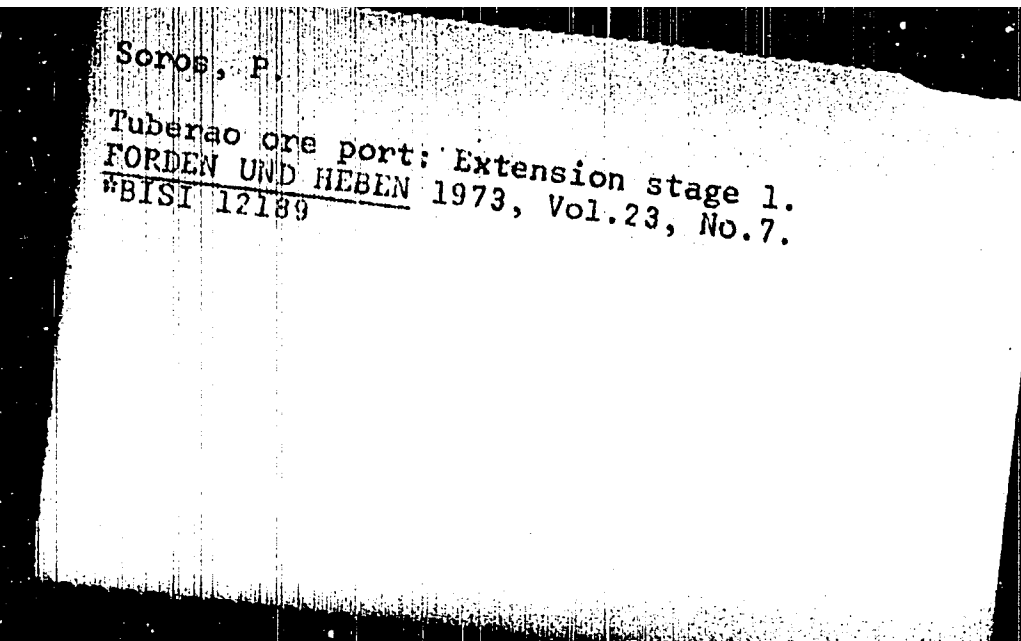 Soros, P.
Tuberao ore port: Extension stage 1.
FORDEN UND HEBEN 1973, Vol.23, No.7.
*BISI 12189